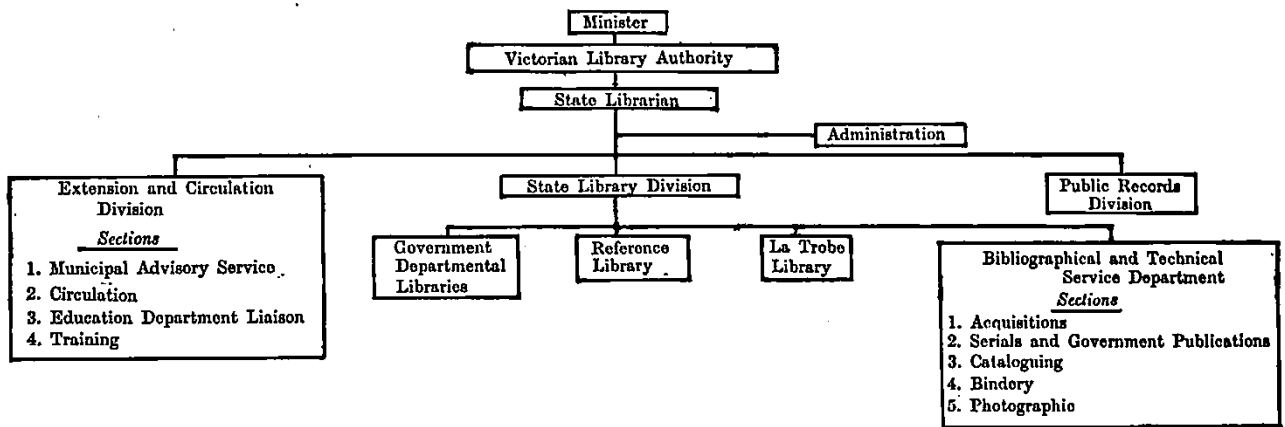 Minister
Victorian Library Authority
State Librarian
Administration
Extension and Circulation
Division
Sections
1. Municipal Advisory Service
2. Circulation
3. Education Department Liaison
4. Training
State Library Division
Public Records
Division
Government
Departmental
Libraries
Reference
Library
La Trobe
Library
Bibliographical and Technical
Service Department
Sections
1. Acquisitions
2. Serials and Government Publications
3. Cataloguing
4. Bindery
5. Photographic